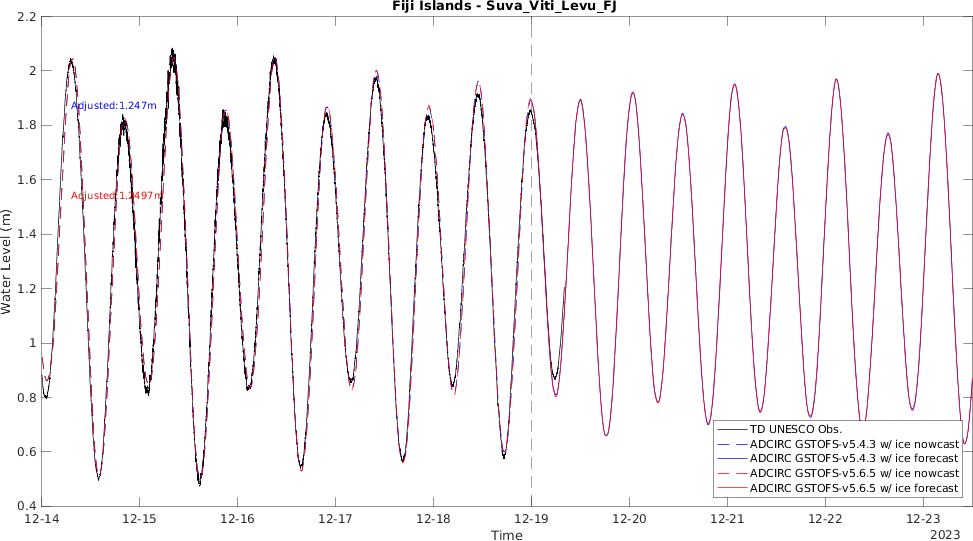 Fiji Islands - Suva_Viti_Levu_FJ
2.2
2
1.8
1.6
1.4
1.2
1
0.8
0.6
0.4
Water Level (m)
Adjusted:1.247m
Adjusted:1.2497m
TD UNESCO Obs.
ADCIRC GSTOFS-v5.4.3 w/ ice nowcast
ADCIRC GSTOFS-v5.4.3 w/ ice forecast
ADCIRC GSTOFS-v5.6.5 w/ ice nowcast
ADCIRC GSTOFS-v5.6.5 w/ ice forecast
12-14 12-15 12-16 12-17 12-18 12-19 12-20 12-21 12-22 12-23
Time
2023